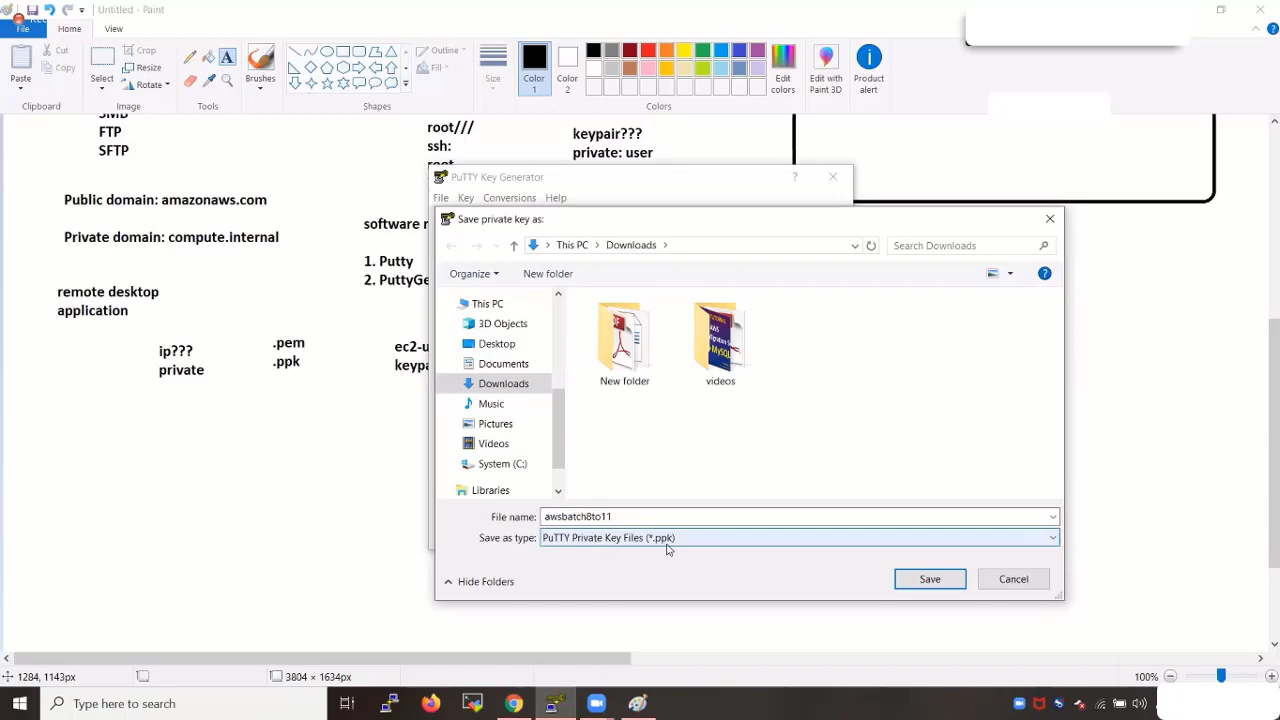 Untitled - Paint
File
Home
View
Paste
Cut
Copy
Clipboard
Select
Crop
Resize
Rotate
Image
Tools
Brushes
Shapes
Outline
Fill
Size
Color
1
Color
2
Colors
Edit
colors
Edit with
Paint 3D
Product
alert
SMB
FTP
SFTP
root///
ssh:
root
keypair???
private: user
Public domain: amazonaws.com
Private domain: compute.internal
software r
1. Putty
2. PuttyGe
remote desktop
application
ip???
private
.pem
.ppk
ec2-u
keypa
PuTTY Key Generator
?
File
Key
Conversions
Help
Save private key as:
This PC > Downloads >
Search Downloads
Organize
New folder
This PC
3D Objects
Desktop
Documents
Downloads
Music
Pictures
Videos
System (C:)
Libraries
New folder
videos
File name:
awsbatch8to11
Save as type:
PuTTY Private Key Files (*.ppk)
Hide Folders
Save
Cancel
1284, 1143px
3804 × 1634px
100%
Type here to search